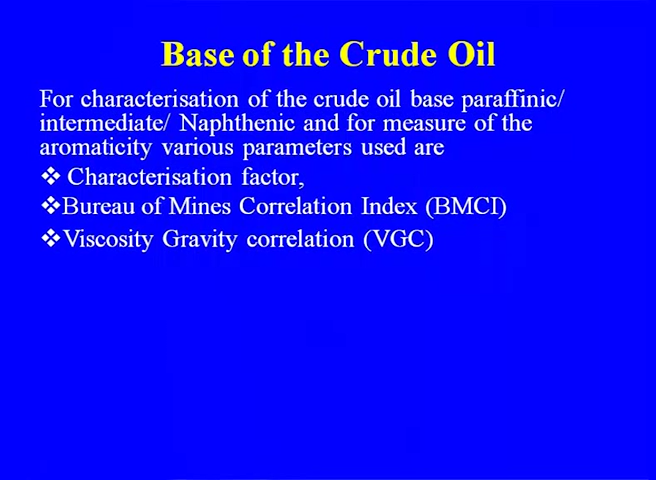 Base of the Crude Oil
For characterisation of the crude oil base paraffinic/
intermediate/ Naphthenic and for measure of the
aromaticity various parameters used are
❖ Characterisation factor,
❖Bureau of Mines Correlation Index (BMCI)
❖Viscosity Gravity correlation (VGC)